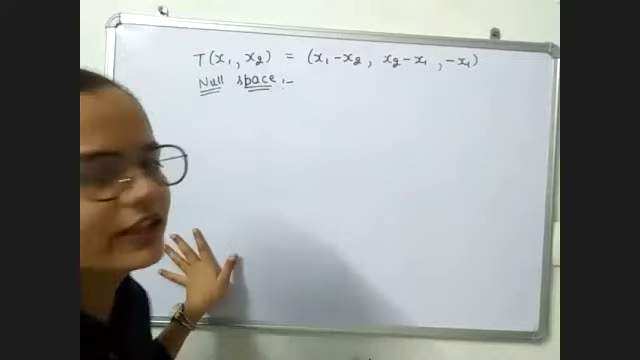 T(x₁, x₂) = (x₁ - x₂, x₂ - x₁, -x₁)
Null space :-